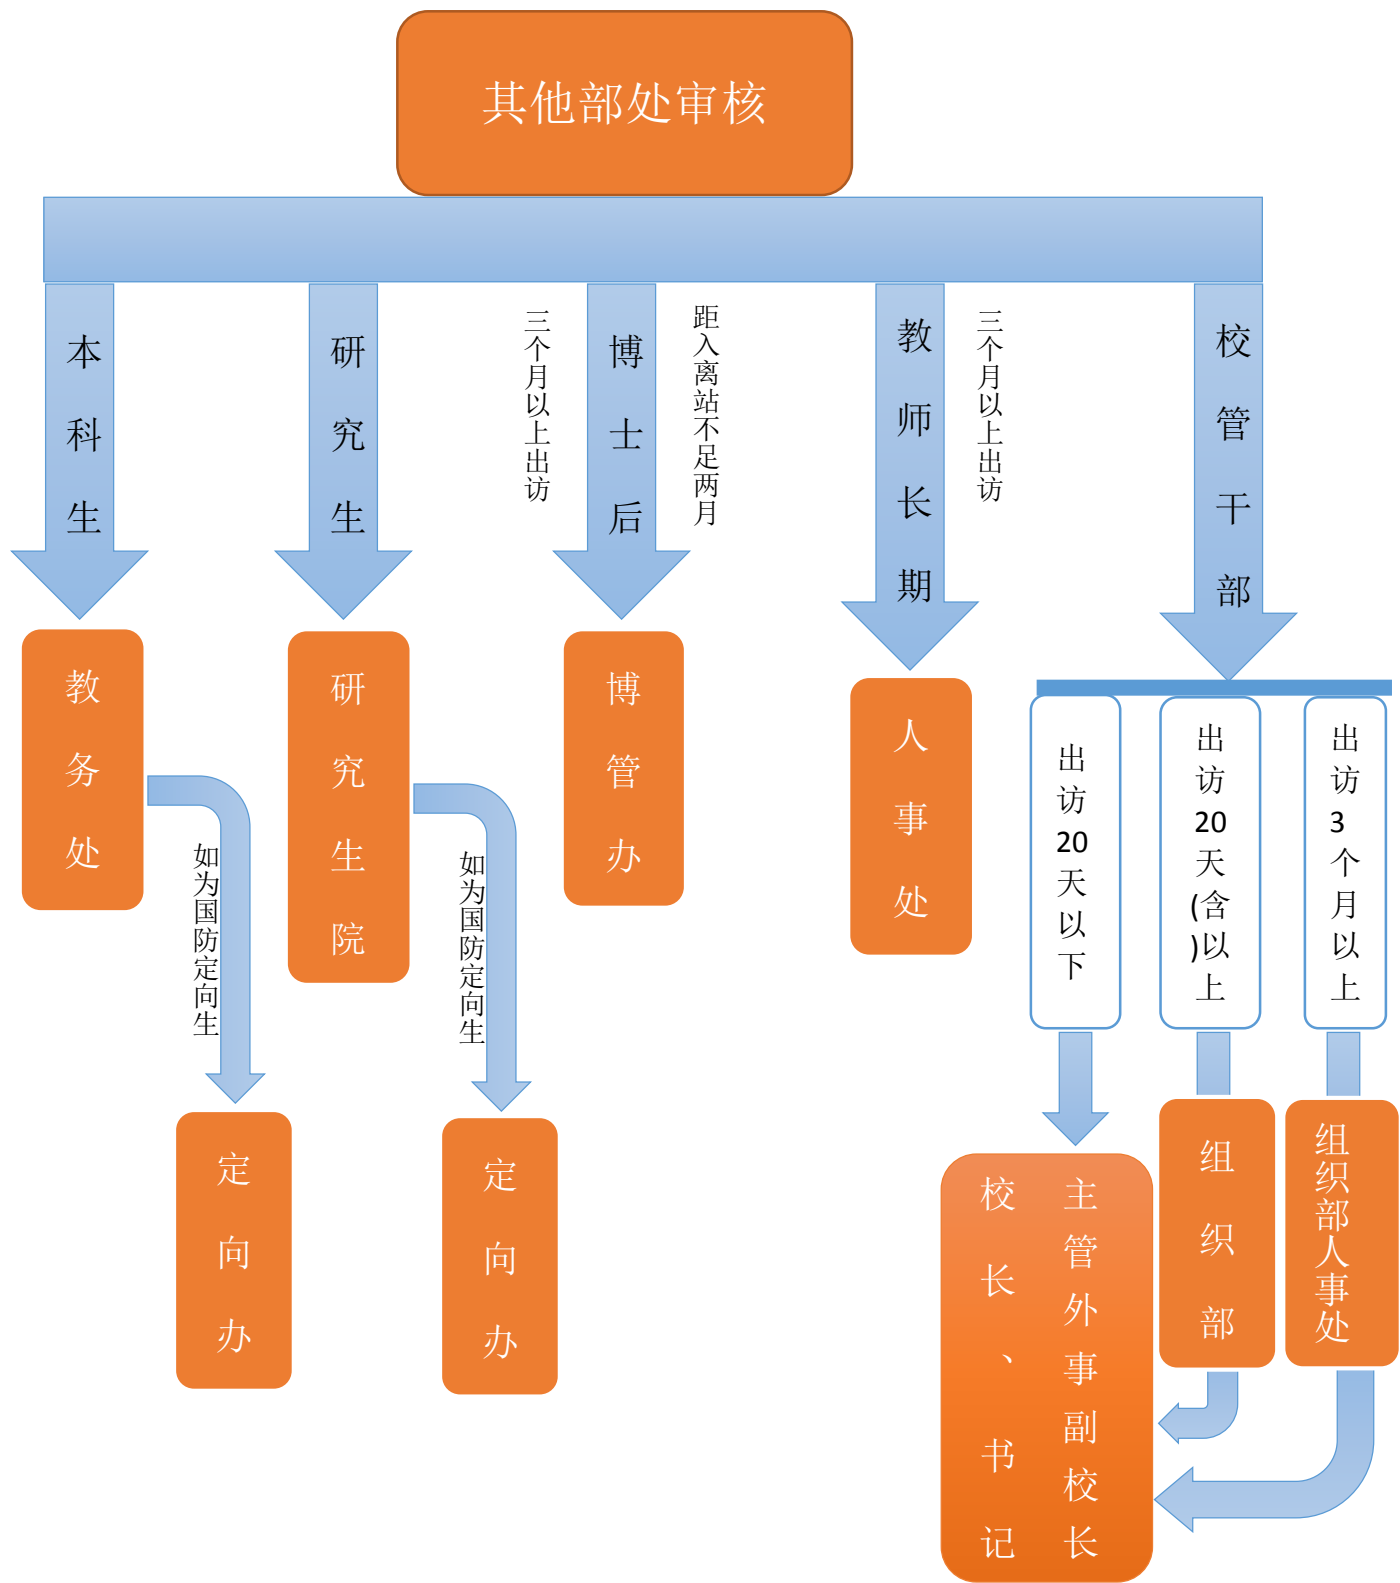 其他部处审核
本科生
研究生
三个月以上出访
博士后
距入离站不足两月
教师长期
三个月以上出访
校管干部
教务处
如为国防定向生
定向办
研究生院
如为国防定向生
定向办
博管办
人事处
出访20天以下
出访20天(含)以上
出访3个月以上
组织部
组织部人事处
主管外事副校长
校长、书记